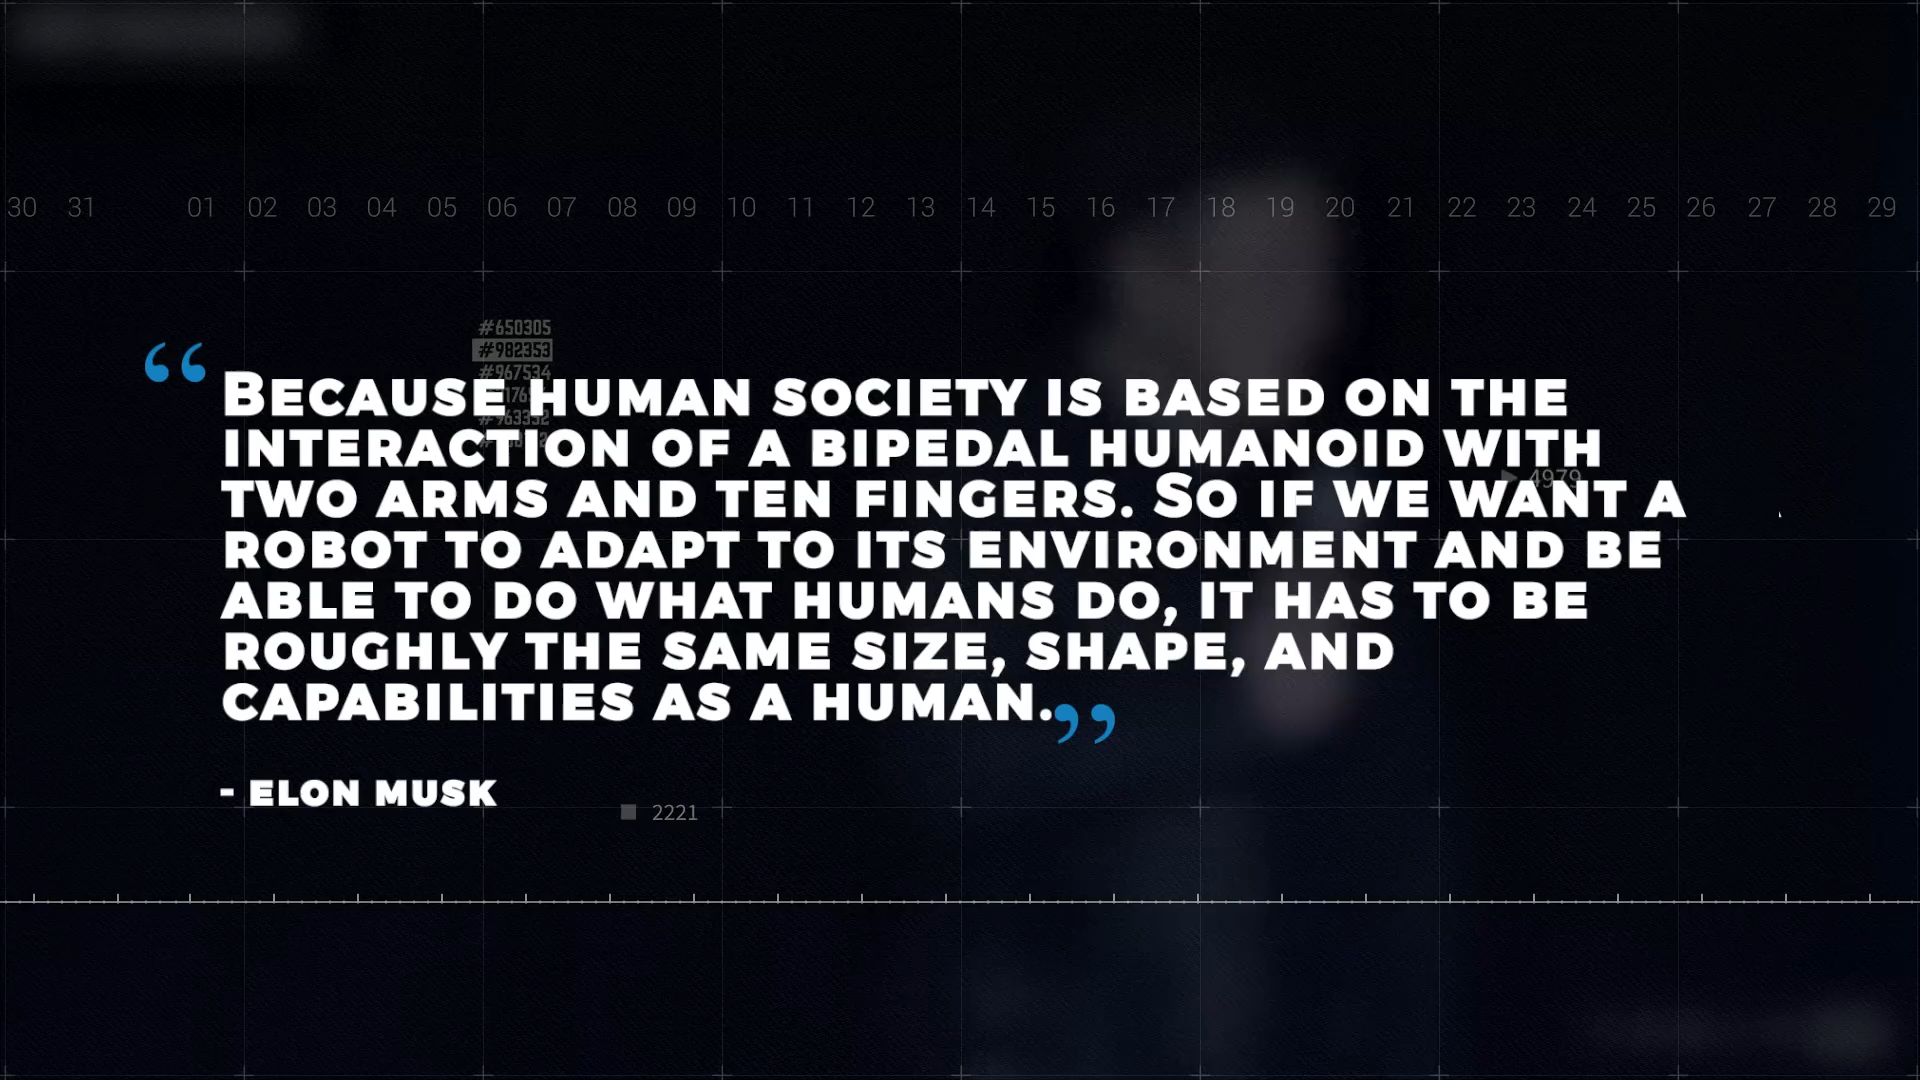 30 31 01 02 03 04 05 06 07 08 09 10 11 12 13 14 15 16 17 18 19 20 21 22 23 24 25 26 27 28 29
#650305
#982353
#967534
“Because human society is based on the
interaction of a bipedal humanoid with
two arms and ten fingers. So if we want a
robot to adapt to its environment and be
able to do what humans do, it has to be
roughly the same size, shape, and
capabilities as a human.”
4979
- Elon Musk
2221